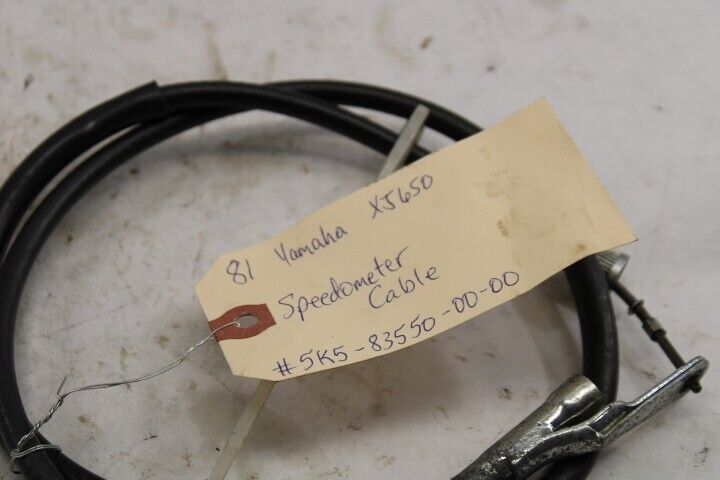 81 Yamaha XJ650
Speedometer
Cable
#5K5-83550-00-00